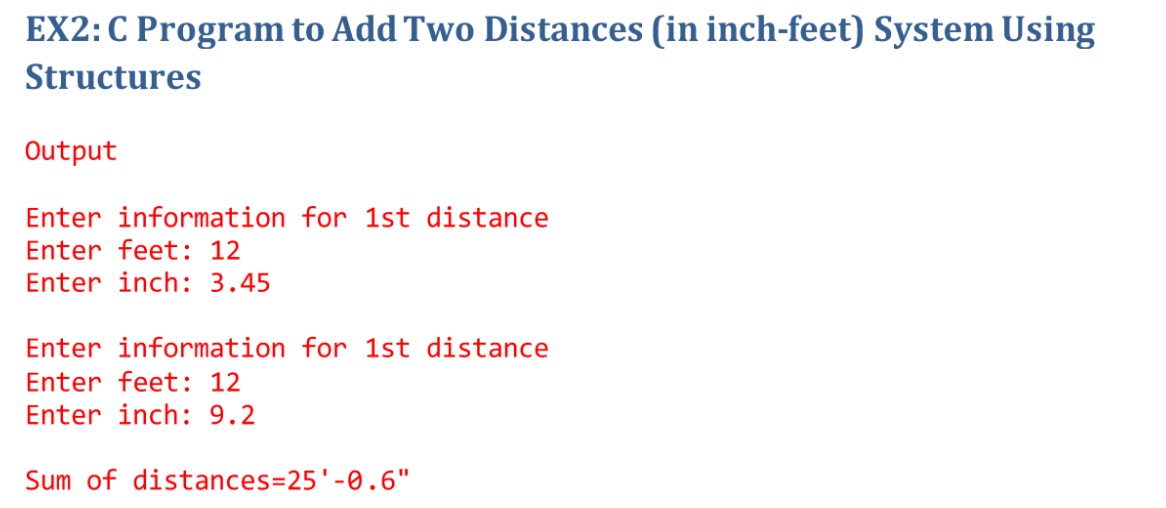 EX2: C Program to Add Two Distances (in inch-feet) System Using
Structures
Output
Enter information for 1st distance
Enter feet: 12
Enter inch: 3.45
Enter information for 1st distance
Enter feet: 12
Enter inch: 9.2
Sum of distances=25'-0.6"